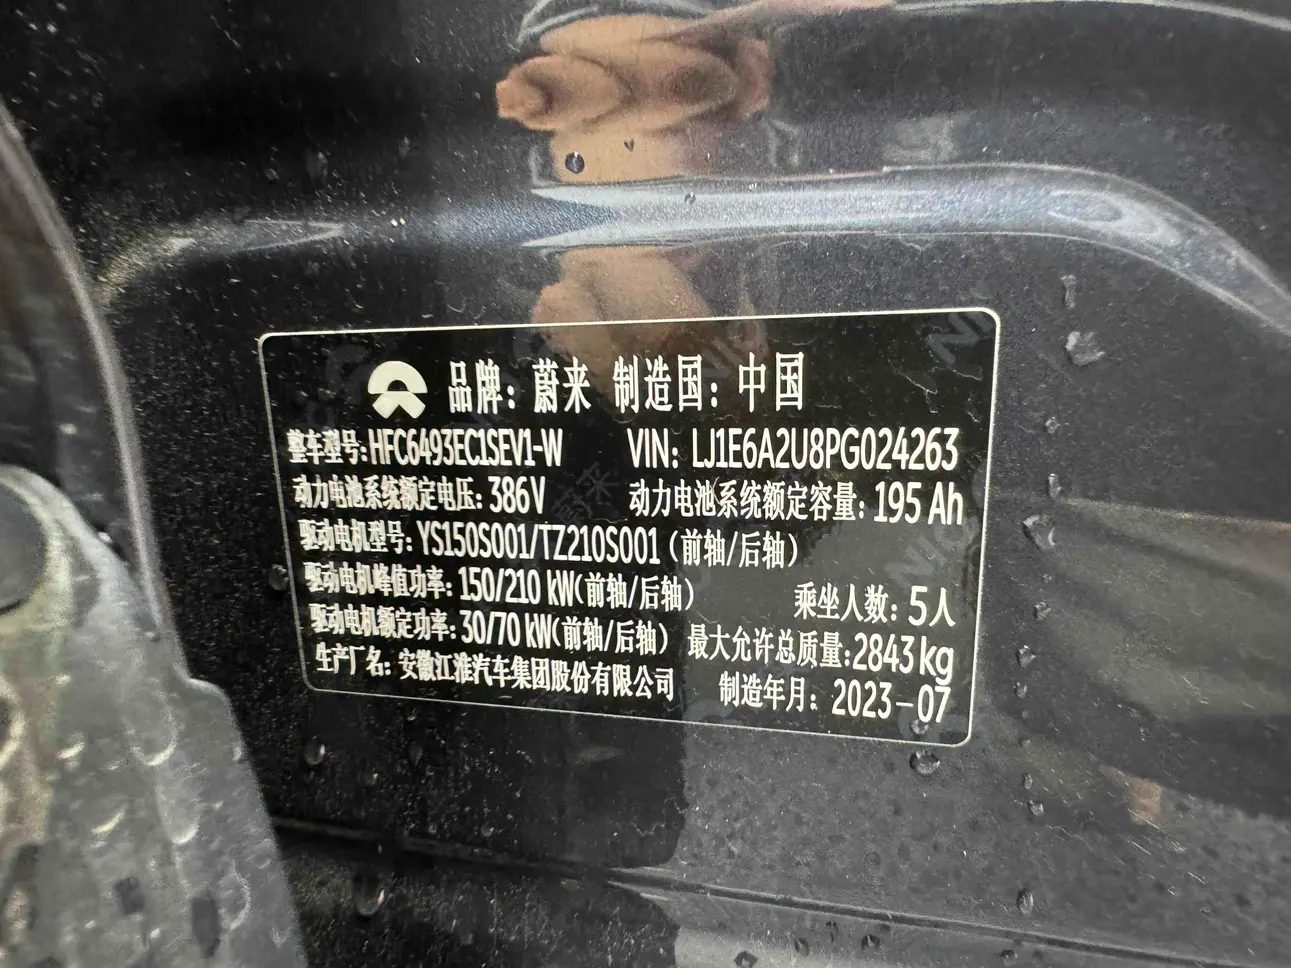 品牌：蔚来 制造国：中国
整车型号：HFC6493EC1SEV1-W VIN: LJ1E6A2U8PG024263
动力电池系统额定电压：386V 动力电池系统额定容量：195 Ah
驱动电机型号：YS150S001/TZ210S001（前轴/后轴）
驱动电机峰值功率：150/210 kW(前轴/后轴) 乘坐人数：5人
驱动电机额定功率：30/70 kW(前轴/后轴) 最大允许总质量：2843 kg
生产厂名：安徽江淮汽车集团股份有限公司 制造年月：2023-07